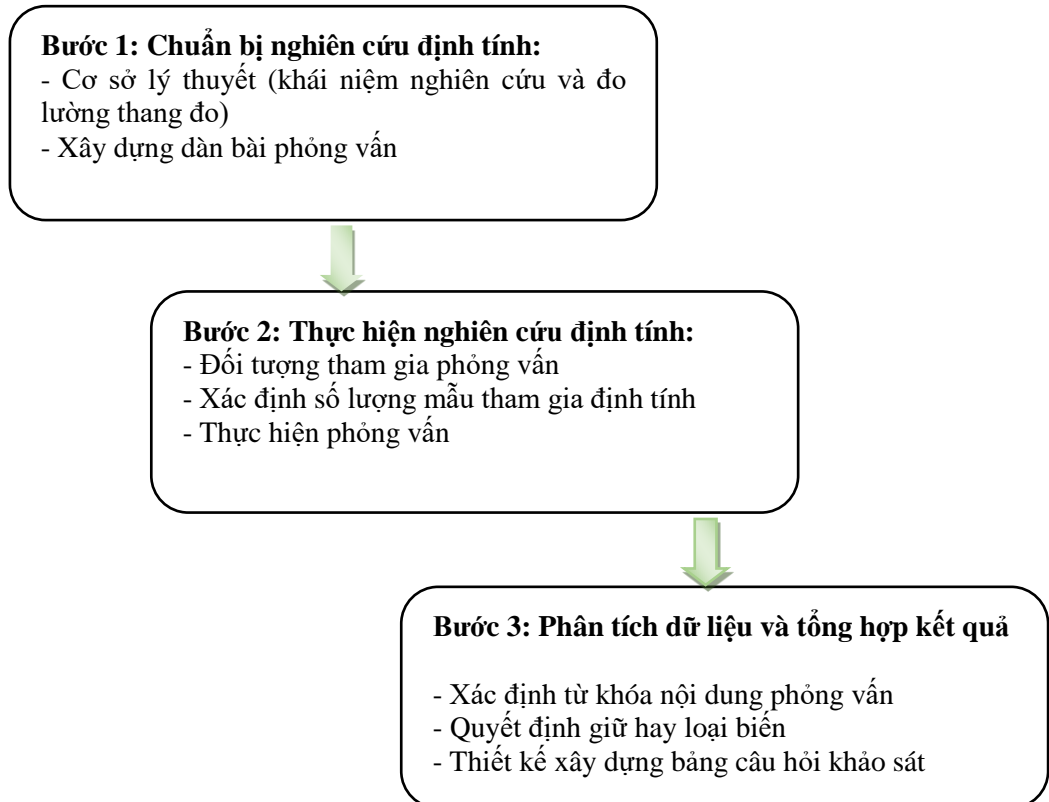 Bước 1: Chuẩn bị nghiên cứu định tính:
- Cơ sở lý thuyết (khái niệm nghiên cứu và đo
lường thang đo)
- Xây dựng dàn bài phỏng vấn
Bước 2: Thực hiện nghiên cứu định tính:
- Đối tượng tham gia phỏng vấn
- Xác định số lượng mẫu tham gia định tính
- Thực hiện phỏng vấn
Bước 3: Phân tích dữ liệu và tổng hợp kết quả
- Xác định từ khóa nội dung phỏng vấn
- Quyết định giữ hay loại biến
- Thiết kế xây dựng bảng câu hỏi khảo sát